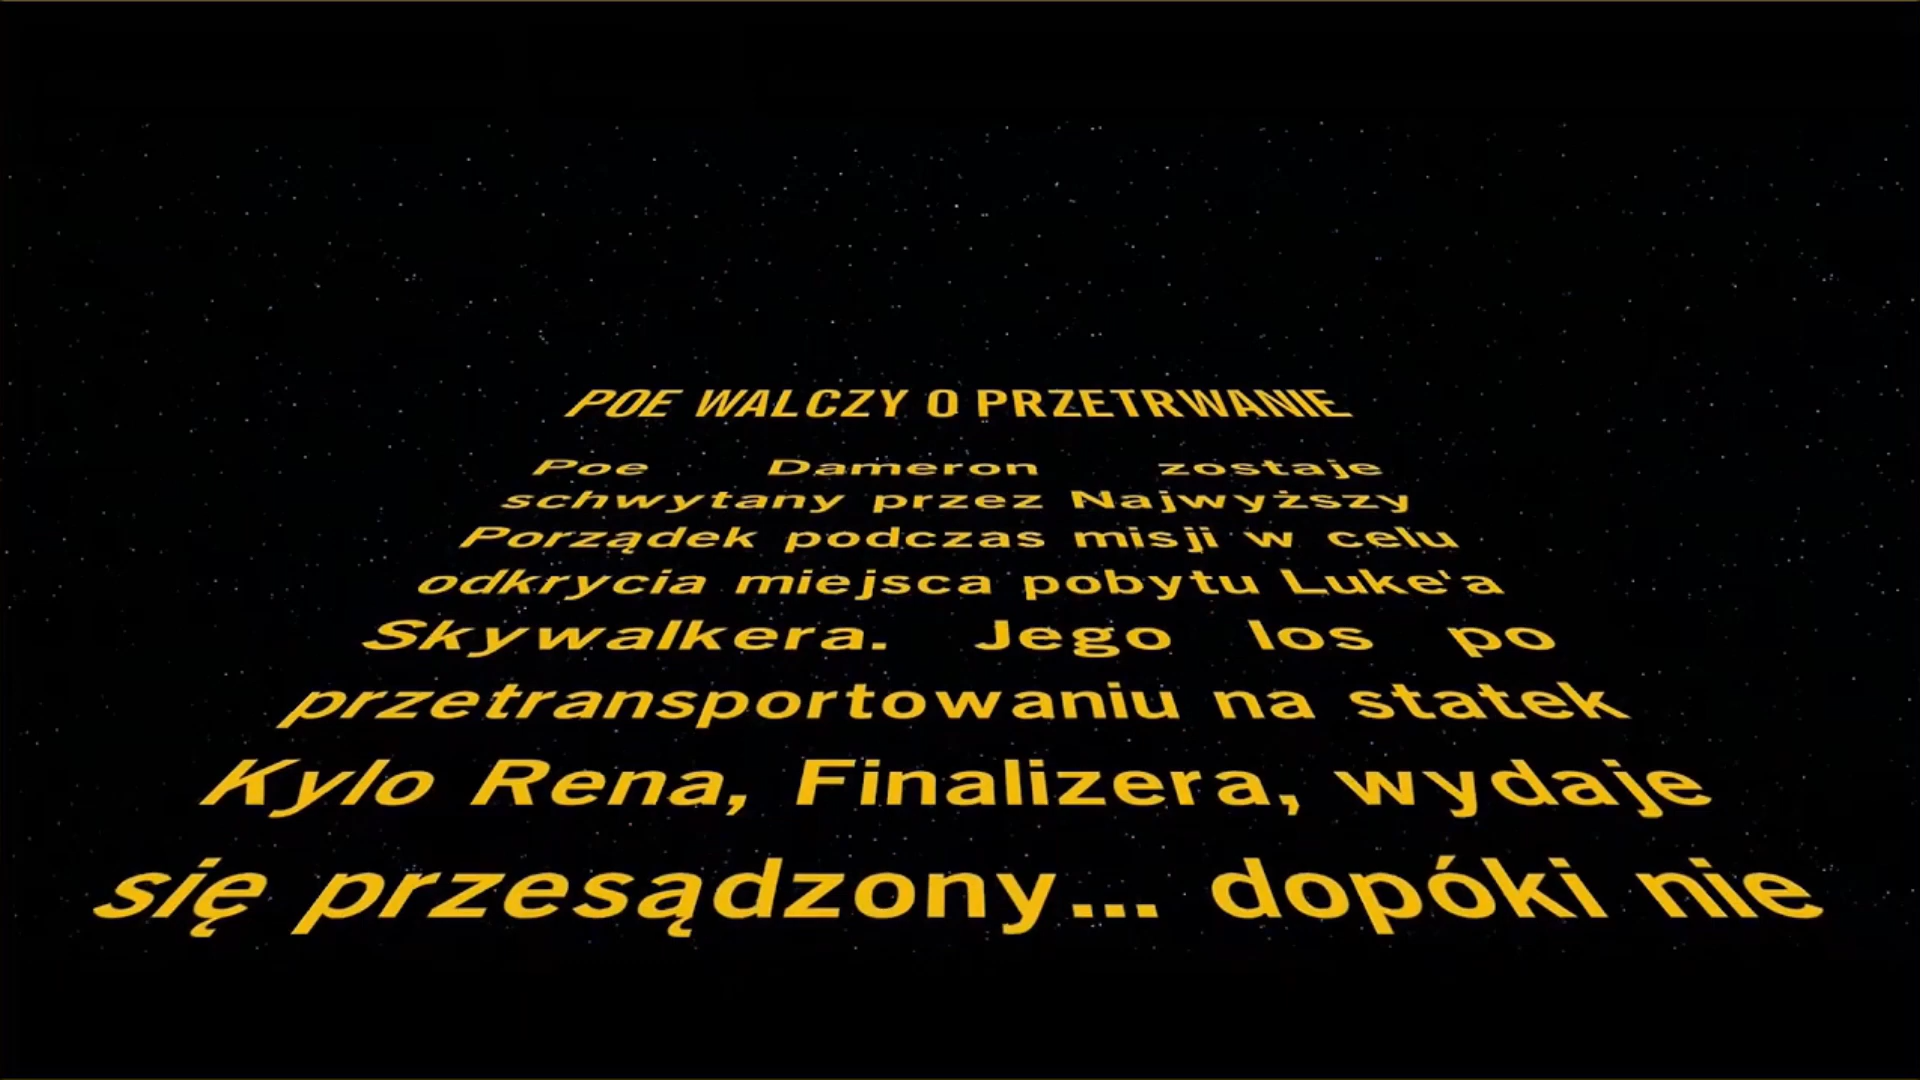 POE WALCZY O PRZETRWANIE
Poe Dameron zostaje
schwytany przez Najwyższy
Porządek podczas misji w celu
odkrycia miejsca pobytu Luke'a
Skywalkera. Jego los po
przetransportowaniu na statek
Kylo Rena, Finalizera, wydaje
się przesądzony... dopóki nie